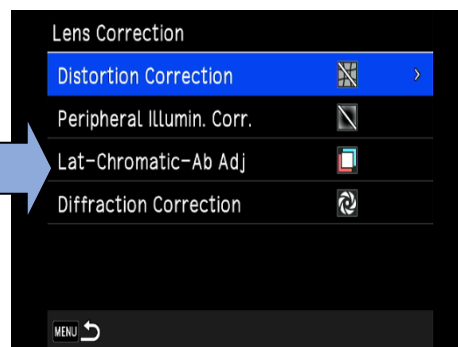 Lens Correction
Distortion Correction
Peripheral Illumin. Corr.
Lat-Chromatic-Ab Adj
Diffraction Correction
MENU